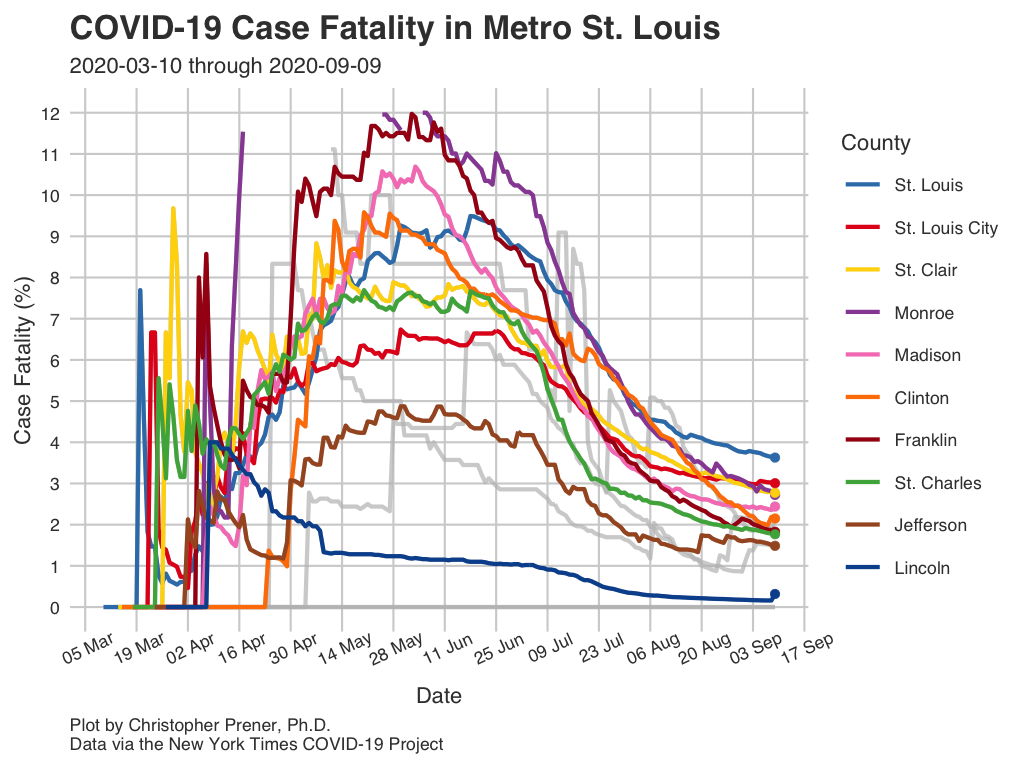 COVID-19 Case Fatality in Metro St. Louis
2020-03-10 through 2020-09-09
Case Fatality (%)
12
11
10
9
8
7
6
5
4
3
2
1
0
05 Mar
19 Mar
02 Apr
16 Apr
30 Apr
14 May
28 May
11 Jun
25 Jun
09 Jul
23 Jul
06 Aug
20 Aug
03 Sep
17 Sep
Date
County
St. Louis
St. Louis City
St. Clair
Monroe
Madison
Clinton
Franklin
St. Charles
Jefferson
Lincoln
Plot by Christopher Prener, Ph.D.
Data via the New York Times COVID-19 Project